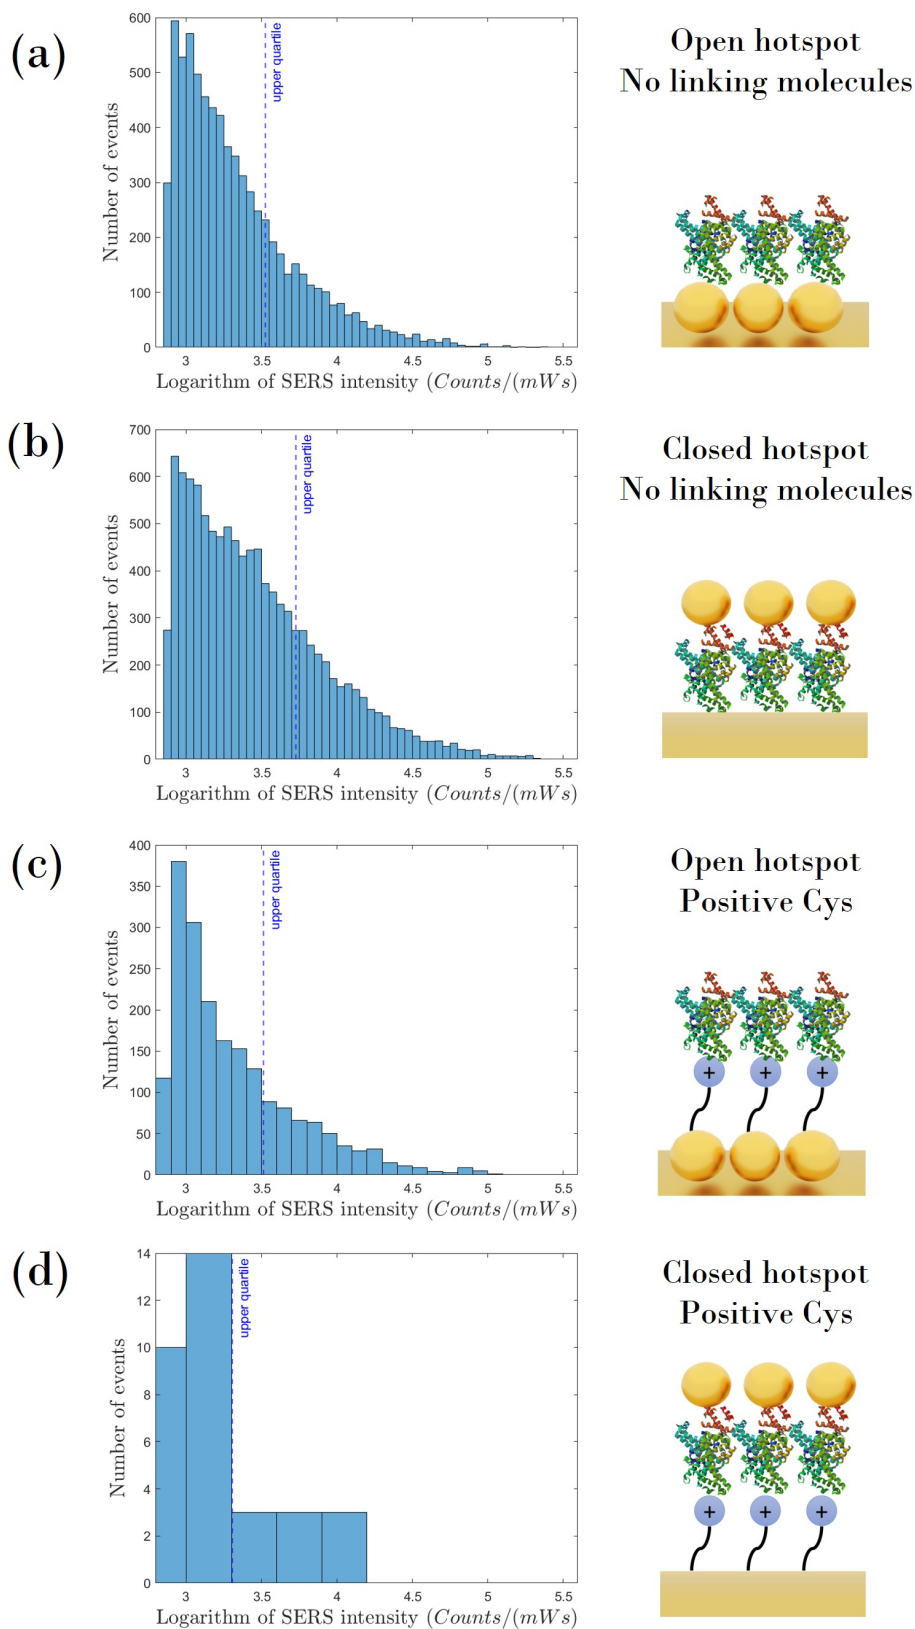 (a)
Open hotspot
No linking molecules
600
500
400
300
200
100
0
Number of events
upper quartile
3 3.5 4 4.5 5 5.5
Logarithm of SERS intensity (Counts/(mWs)
(b)
Closed hotspot
No linking molecules
700
600
500
400
300
200
100
0
Number of events
upper quartile
3 3.5 4 4.5 5 5.5
Logarithm of SERS intensity (Counts/(mWs)
(c)
Open hotspot
Positive Cys
400
350
300
250
200
150
100
50
0
Number of events
upper quartile
3 3.5 4 4.5 5 5.5
Logarithm of SERS intensity (Counts/(mWs)
+ + +
(d)
Closed hotspot
Positive Cys
14
12
10
8
6
4
2
0
Number of events
upper quartile
3 3.5 4 4.5 5 5.5
Logarithm of SERS intensity (Counts/(mWs)
+ + +